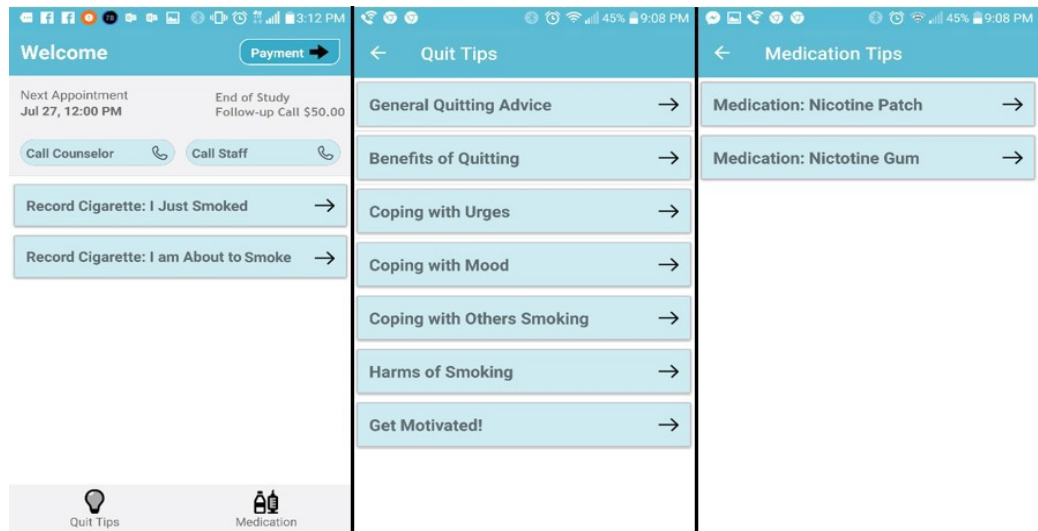 3:12 PM
Welcome
Payment
Next Appointment
Jul 27, 12:00 PM
End of Study
Follow-up Call $50.00
Call Counselor
Call Staff
Record Cigarette: I Just Smoked
Record Cigarette: I am About to Smoke
Quit Tips
Medication
45% 9:08 PM
Quit Tips
General Quitting Advice
Benefits of Quitting
Coping with Urges
Coping with Mood
Coping with Others Smoking
Harms of Smoking
Get Motivated!
45% 9:08 PM
Medication Tips
Medication: Nicotine Patch
Medication: Nictotine Gum